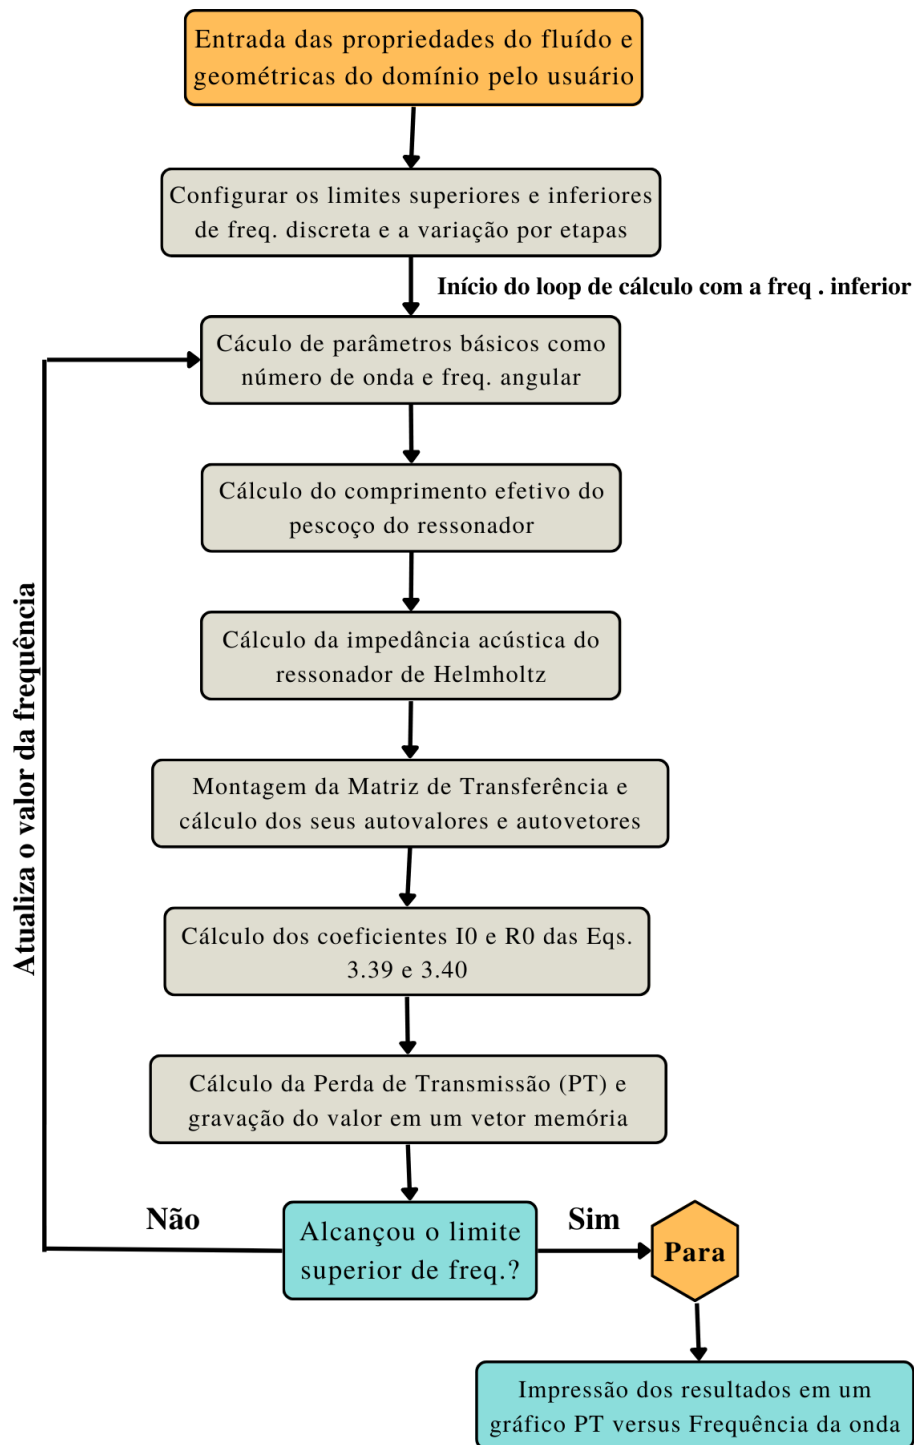 Entrada das propriedades do fluído e
geométricas do domínio pelo usuário
Configurar os limites superiores e inferiores
de freq. discreta e a variação por etapas
Início do loop de cálculo com a freq . inferior
Cáculo de parâmetros básicos como
número de onda e freq. angular
Cálculo do comprimento efetivo do
pescoço do ressonador
Cálculo da impedância acústica do
ressonador de Helmholtz
Montagem da Matriz de Transferência e
cálculo dos seus autovalores e autovetores
Cálculo dos coeficientes I0 e R0 das Eqs.
3.39 e 3.40
Cálculo da Perda de Transmissão (PT) e
gravação do valor em um vetor memória
Alcançou o limite
superior de freq.?
Não
Atualiza o valor da frequência
Sim
Para
Impressão dos resultados em um
gráfico PT versus Frequência da onda